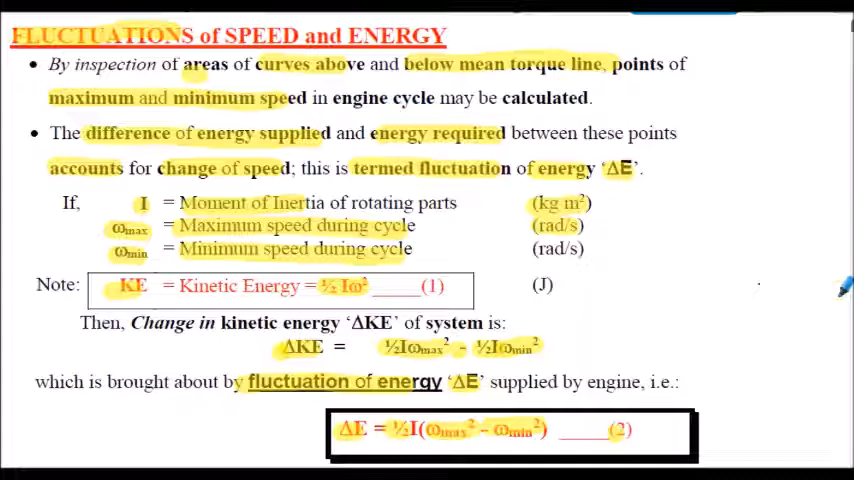 FLUCTUATIONS of SPEED and ENERGY
• By inspection of areas of curves above and below mean torque line, points of
maximum and minimum speed in engine cycle may be calculated.
• The difference of energy supplied and energy required between these points
accounts for change of speed; this is termed fluctuation of energy ‘ΔE’.
If, I = Moment of Inertia of rotating parts (kg m²)
ωmax = Maximum speed during cycle (rad/s)
ωmin = Minimum speed during cycle (rad/s)
Note: KE = Kinetic Energy = ½ Iω² _____(1) (J)
Then, Change in kinetic energy ‘ΔKE’ of system is:
ΔKE = ½Iωmax² - ½Iωmin²
which is brought about by fluctuation of energy ‘ΔE’ supplied by engine, i.e.:
ΔE = ½I(ωmax² - ωmin²) _____(2)